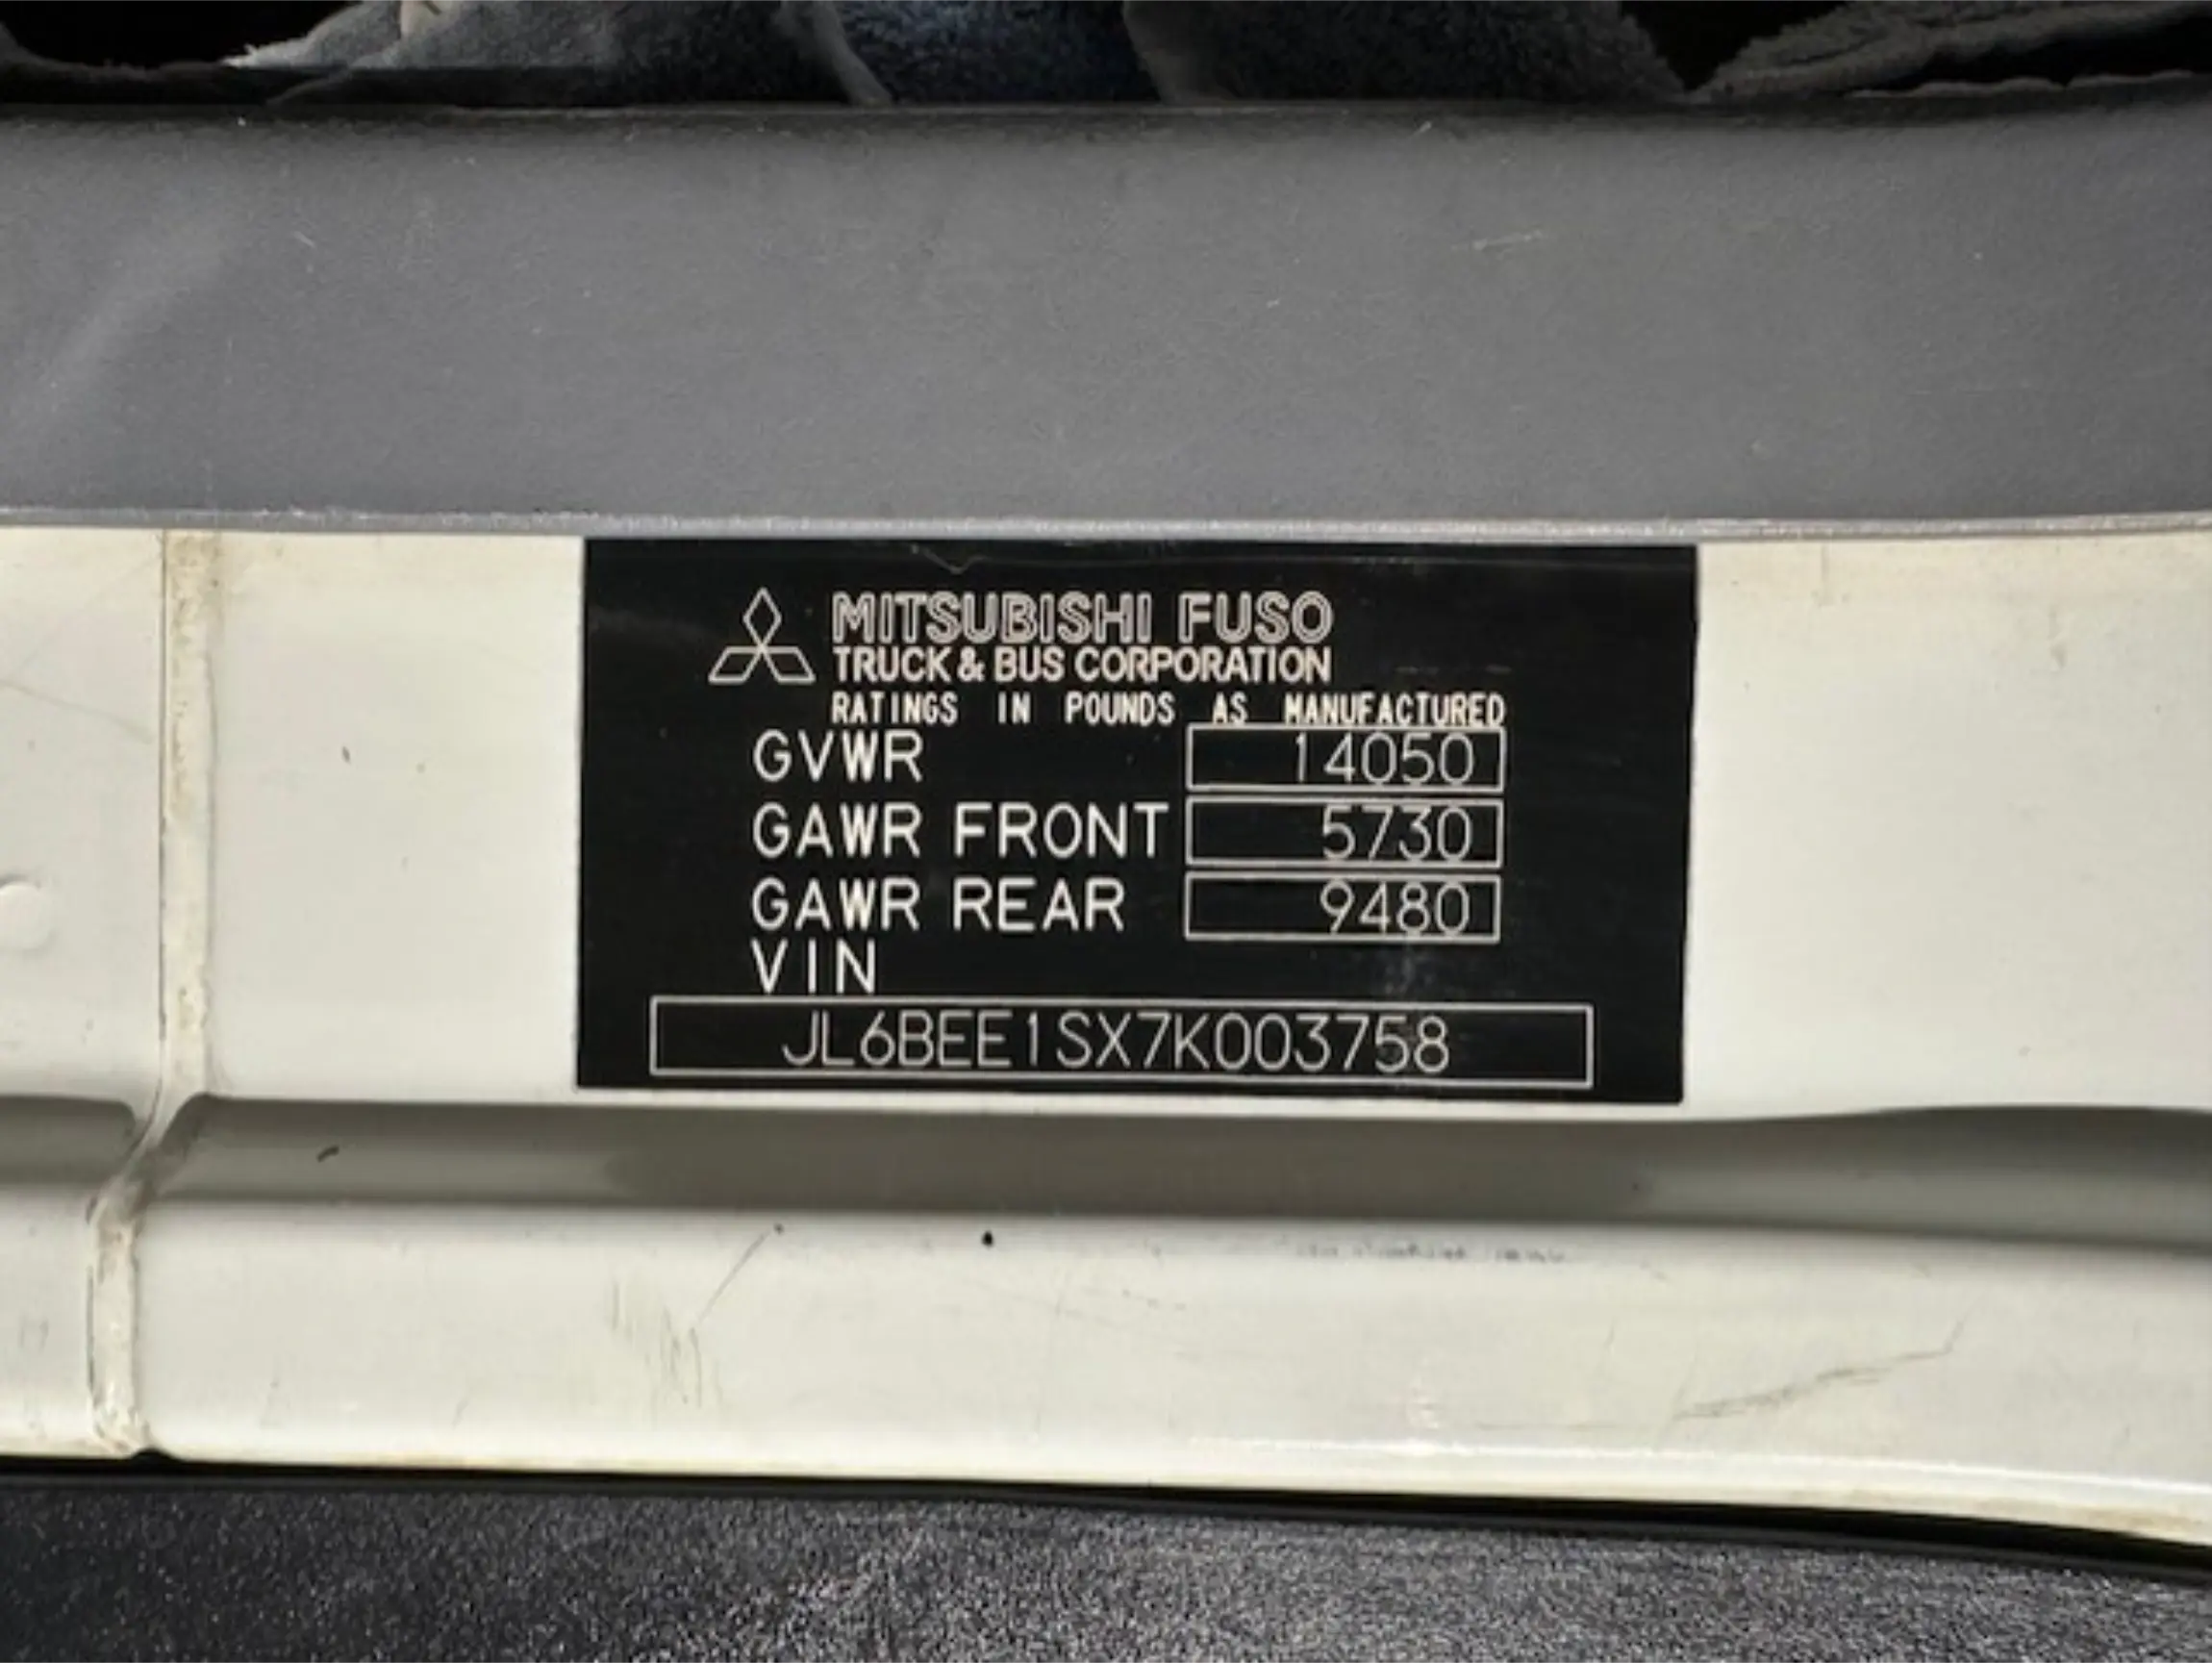 MITSUBISHI FUSO
TRUCK & BUS CORPORATION
RATINGS IN POUNDS AS MANUFACTURED
GVWR 14050
GAWR FRONT 5730
GAWR REAR 9480
VIN
JL6BEE1SX7K003758